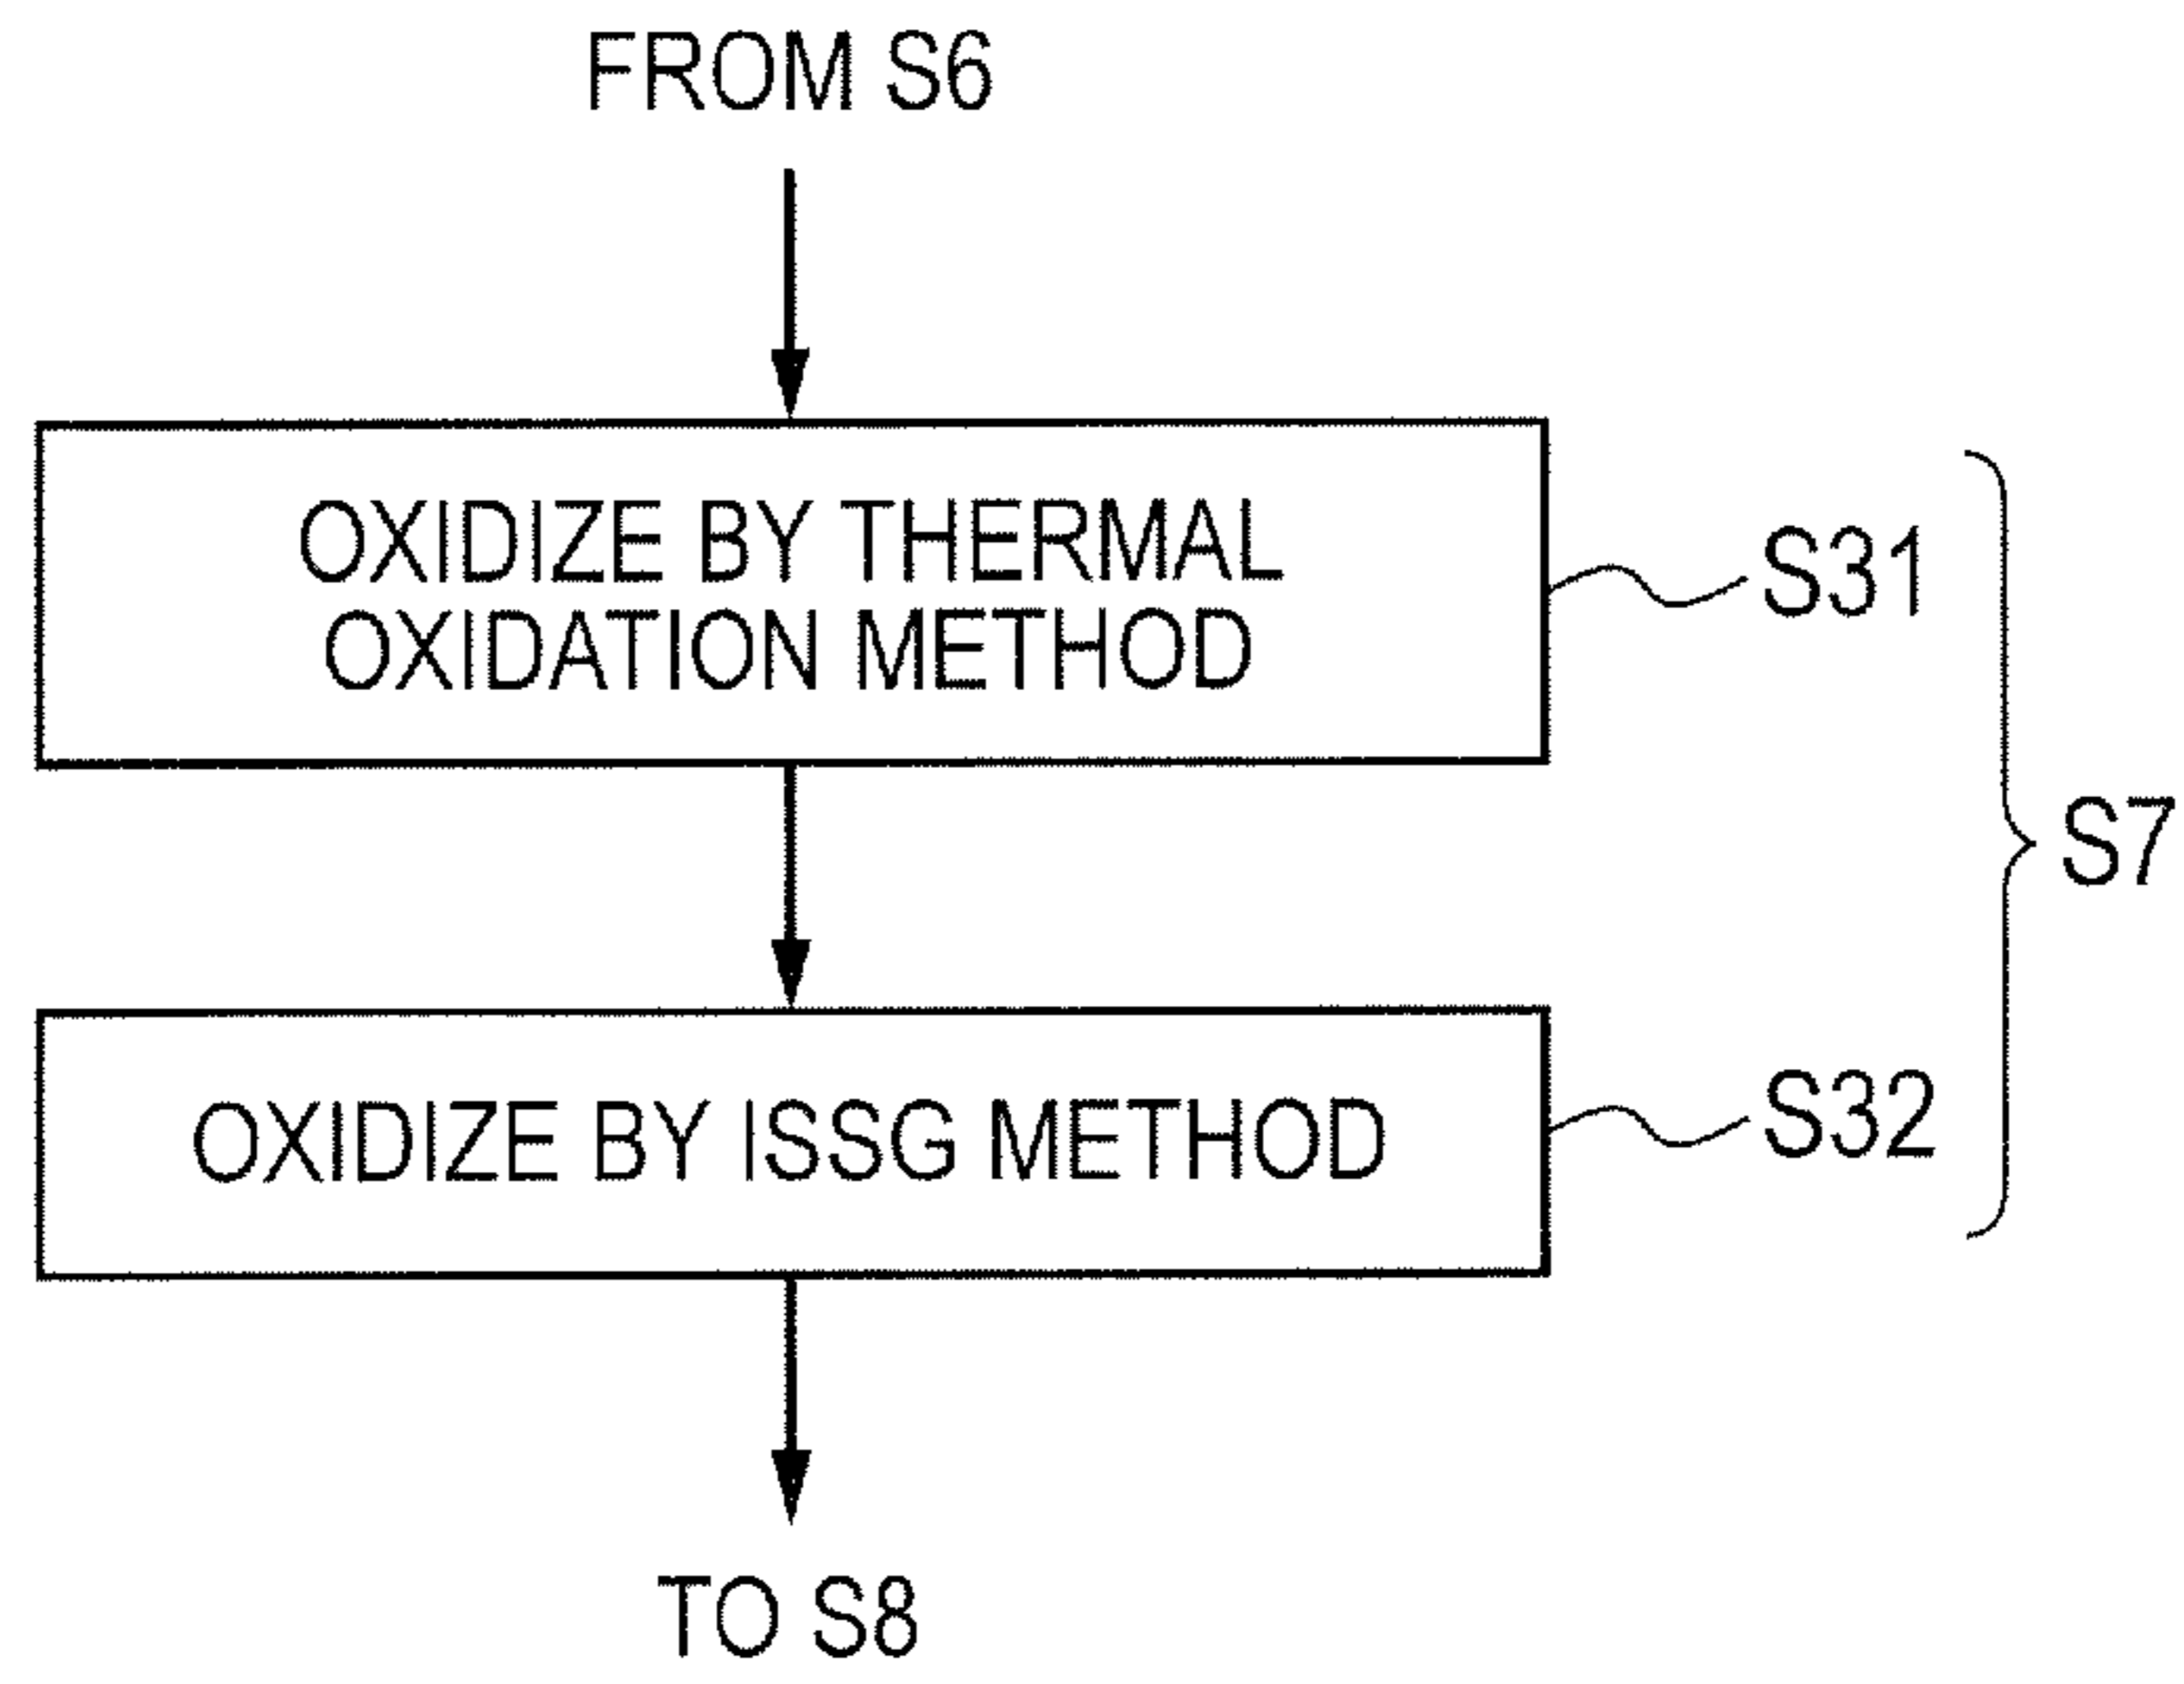 FROM S6
OXIDIZE BY THERMAL
OXIDATION METHOD
S31
S7
OXIDIZE BY ISSG METHOD
S32
TO S8